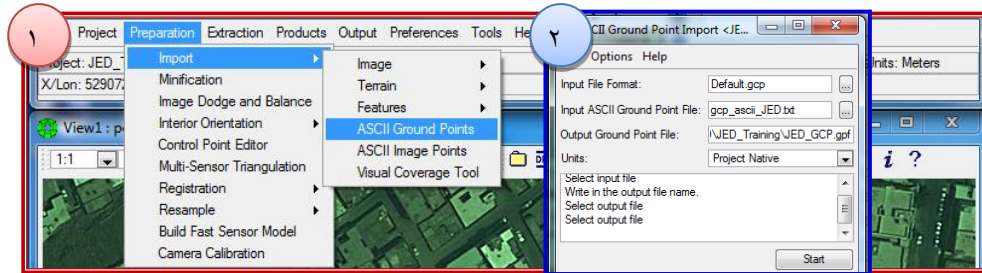 ١
Project Preparation Extraction Products Output Preferences Tools He
Project: JED_T
Units: Meters
X/Lon: 52907
Import
Minification
Image Dodge and Balance
Interior Orientation
Control Point Editor
Multi-Sensor Triangulation
Registration
Resample
Build Fast Sensor Model
Camera Calibration
Image
Terrain
Features
ASCII Ground Points
ASCII Image Points
Visual Coverage Tool
View1 : p
1:1
i ?
٢
CII Ground Point Import <JE...
Options Help
Input File Format: Default.gcp ...
Input ASCII Ground Point File: gcp_ascii_JED.txt ...
Output Ground Point File: \JED_Training\JED_GCP.gpf
Units: Project Native
Select input file
Write in the output file name.
Select output file
Select output file
Start